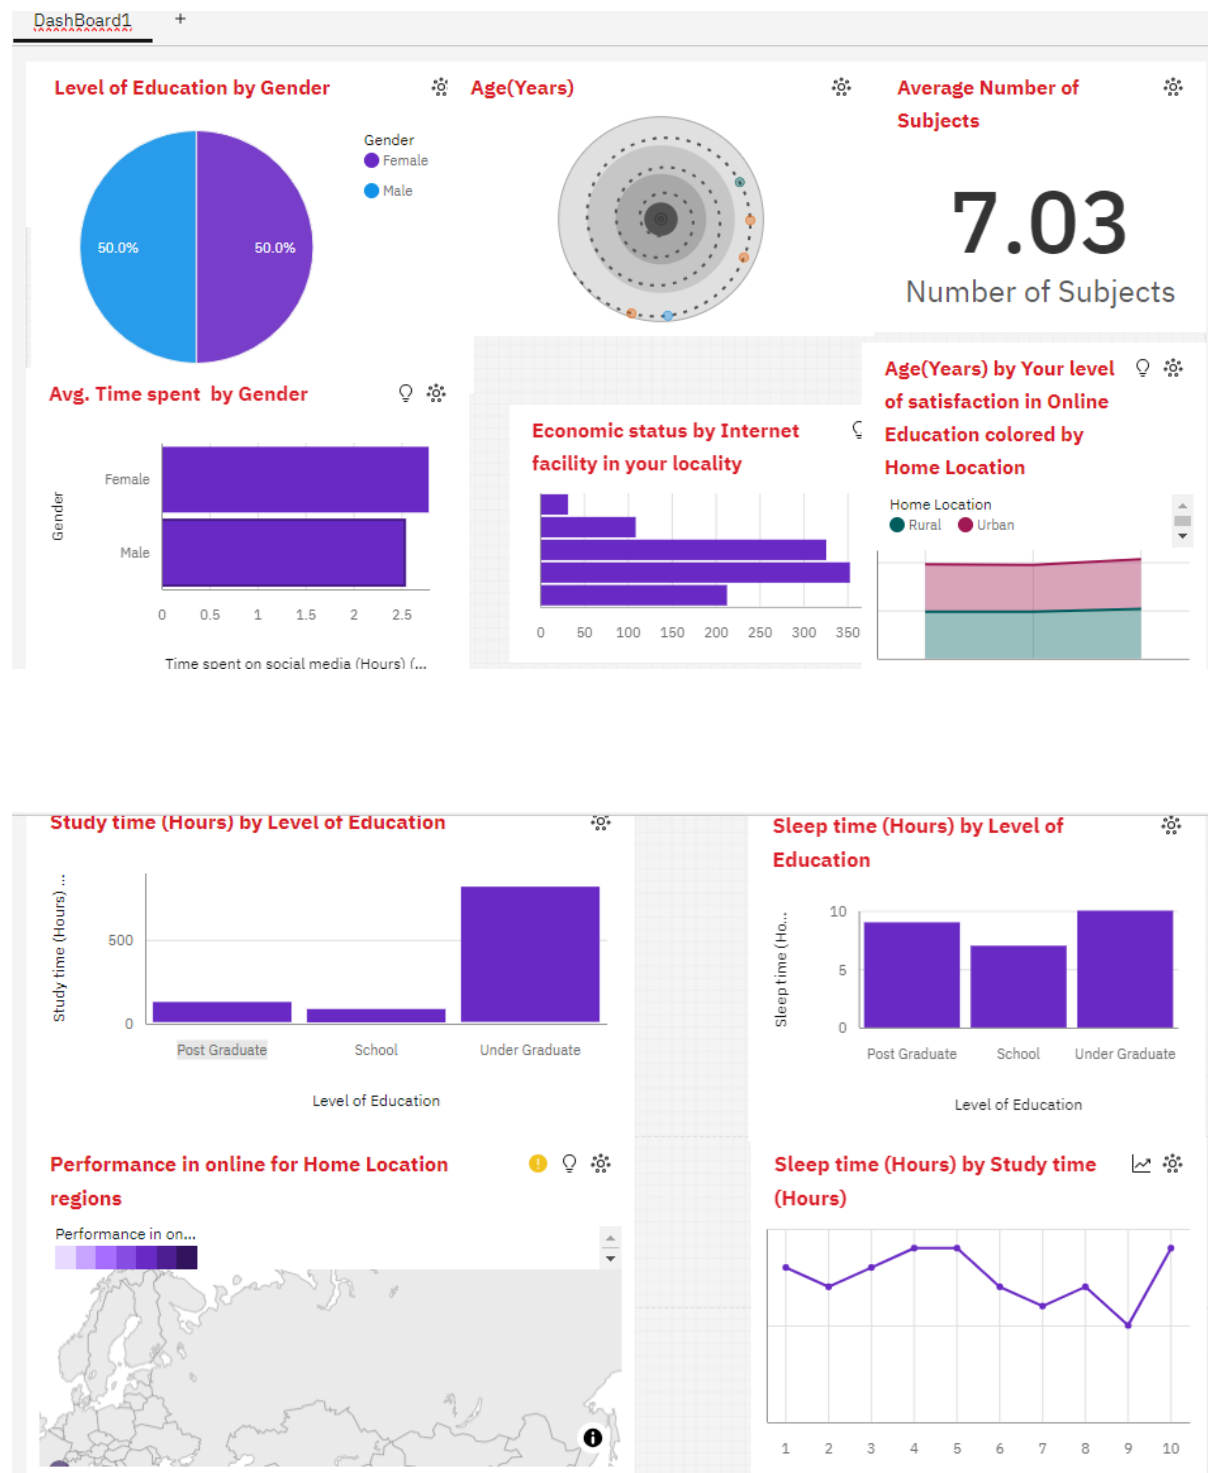 DashBoard1 +
Level of Education by Gender
Gender
Female
Male
50.0%
50.0%
Age(Years)
Average Number of
Subjects
7.03
Number of Subjects
Avg. Time spent by Gender
Gender
Female
Male
0 0.5 1 1.5 2 2.5
Time spent on social media (Hours) (...
Economic status by Internet
facility in your locality
0 50 100 150 200 250 300 350
Age(Years) by Your level
of satisfaction in Online
Education colored by
Home Location
Home Location
Rural Urban
Study time (Hours) by Level of Education
Study time (Hours) ...
500
0
Post Graduate School Under Graduate
Level of Education
Sleep time (Hours) by Level of
Education
Sleep time (Ho...
10
5
0
Post Graduate School Under Graduate
Level of Education
Performance in online for Home Location
regions
Performance in on...
Sleep time (Hours) by Study time
(Hours)
1 2 3 4 5 6 7 8 9 10